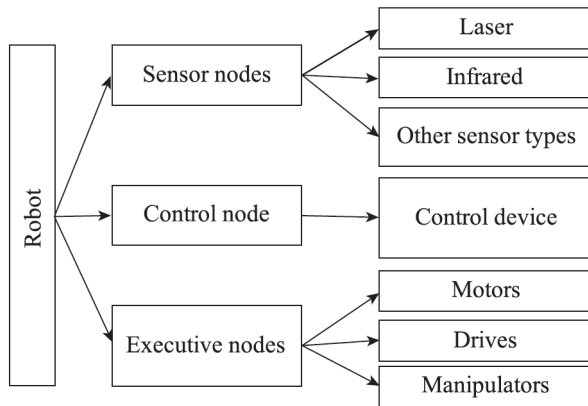 Robot
Sensor nodes
Laser
Infrared
Other sensor types
Control node
Control device
Executive nodes
Motors
Drives
Manipulators